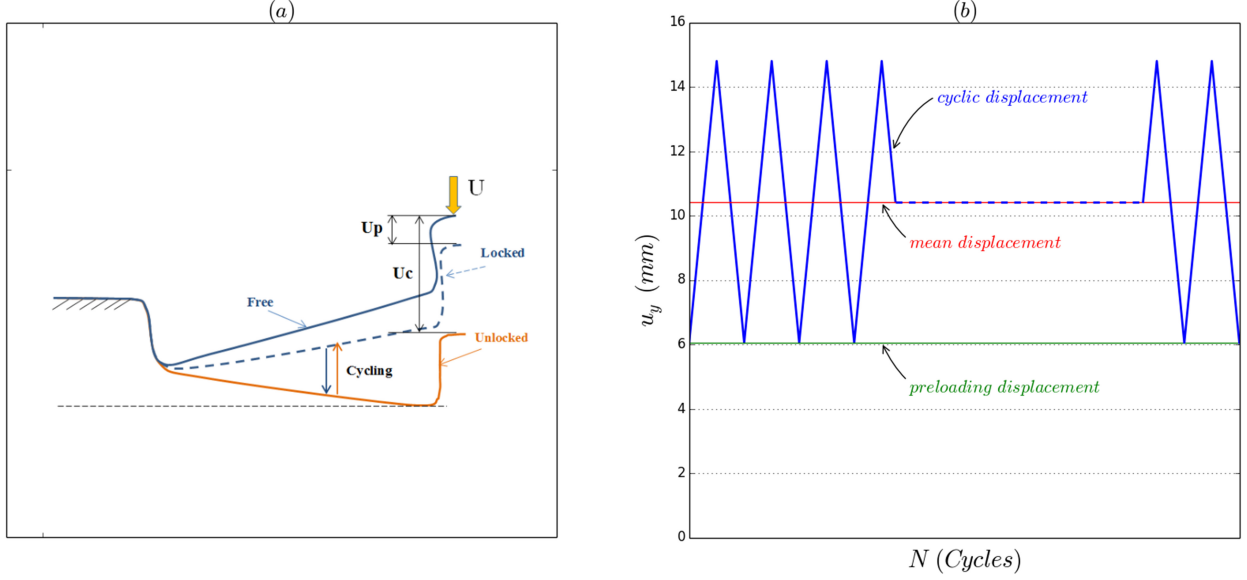 (a)
U
Up
Locked
Uc
Free
Unlocked
Cycling
(b)
16
14
12
10
8
6
4
2
0
u_y (mm)
cyclic displacement
mean displacement
preloading displacement
N (Cycles)